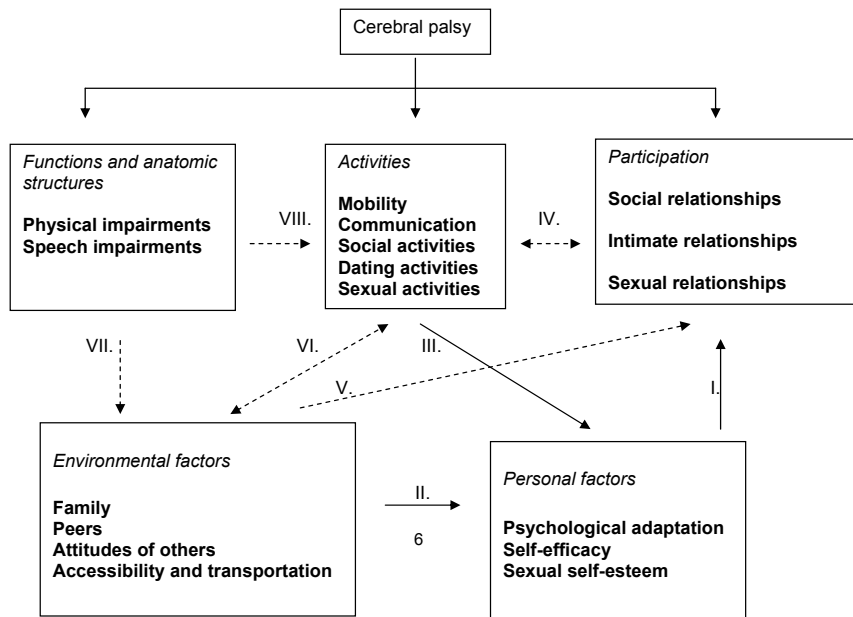 Cerebral palsy
Functions and anatomic
structures
Physical impairments
Speech impairments
VIII.
Activities
Mobility
Communication
Social activities
Dating activities
Sexual activities
IV.
Participation
Social relationships
Intimate relationships
Sexual relationships
VII.
VI.
III.
V.
I.
Environmental factors
Family
Peers
Attitudes of others
Accessibility and transportation
II.
6
Personal factors
Psychological adaptation
Self-efficacy
Sexual self-esteem